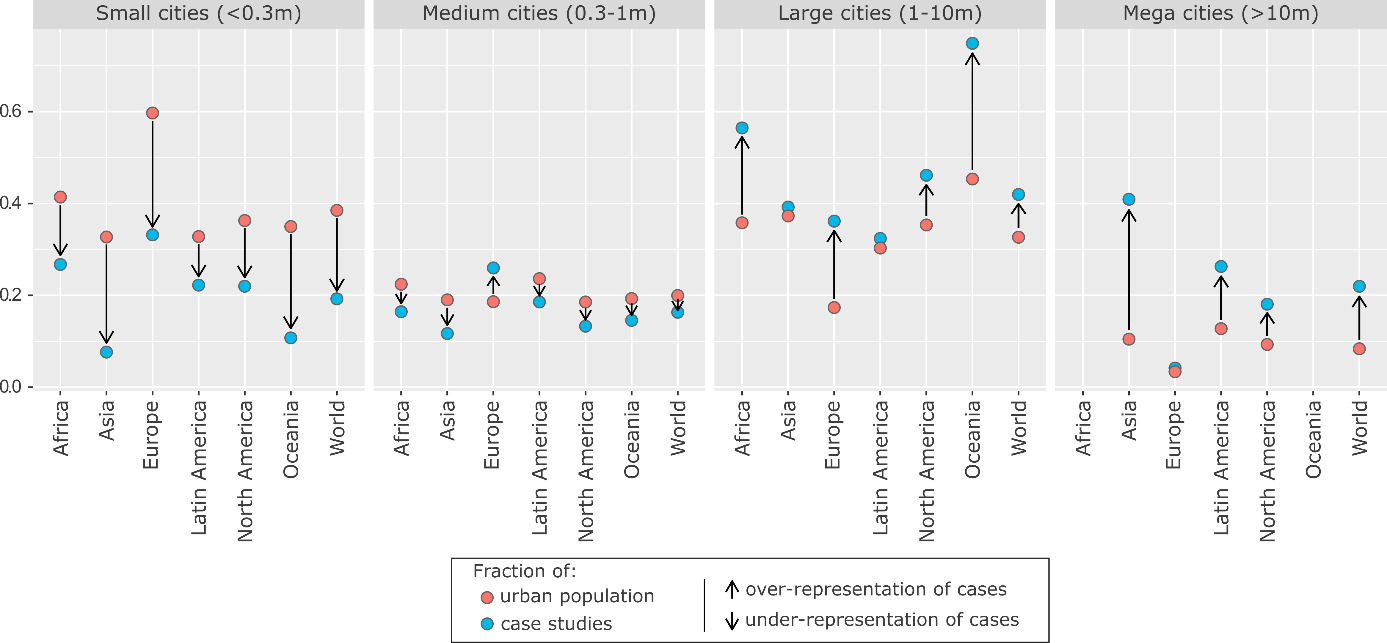 Small cities (<0.3m)
Medium cities (0.3-1m)
Large cities (1-10m)
Mega cities (>10m)
0.6
0.4
0.2
0.0
Africa
Asia
Europe
Latin America
North America
Oceania
World
Africa
Asia
Europe
Latin America
North America
Oceania
World
Africa
Asia
Europe
Latin America
North America
Oceania
World
Africa
Asia
Europe
Latin America
North America
Oceania
World
Fraction of:
urban population
case studies
over-representation of cases
under-representation of cases